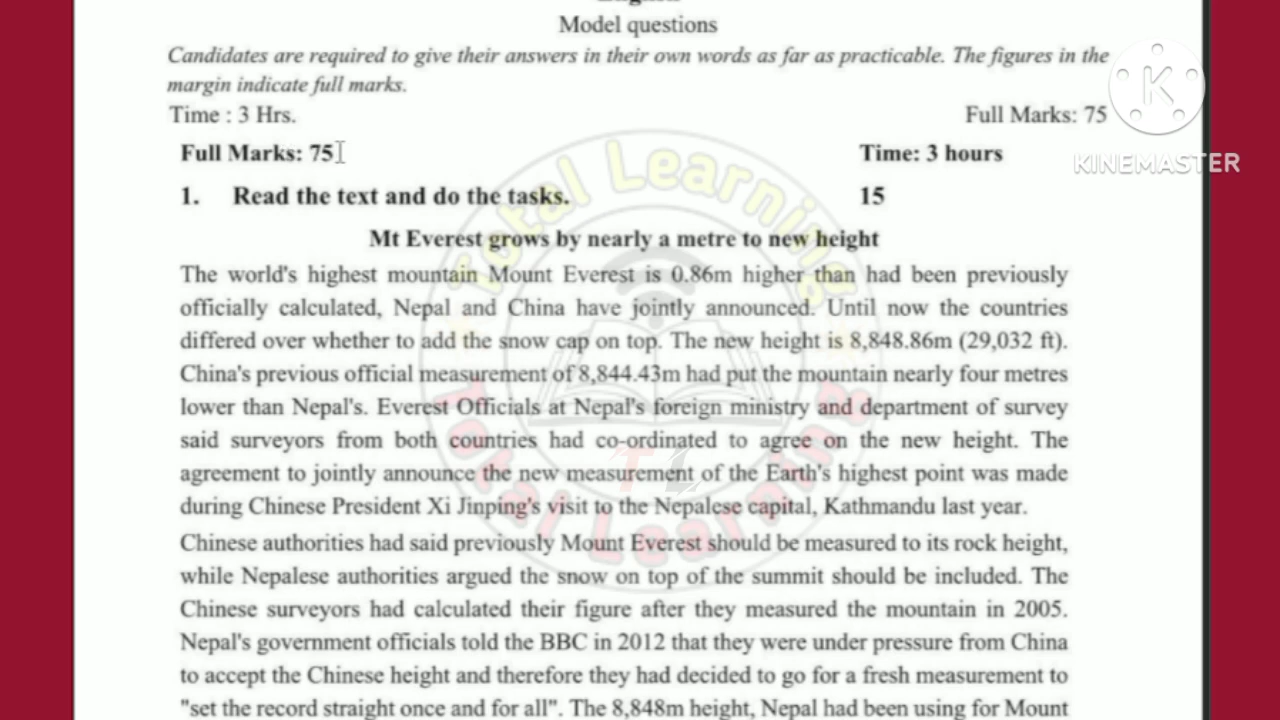 English
Model questions
Candidates are required to give their answers in their own words as far as practicable. The figures in the
margin indicate full marks.
Time : 3 Hrs. Full Marks: 75
Full Marks: 75 Time: 3 hours
KINEMASTER
1. Read the text and do the tasks. 15
Mt Everest grows by nearly a metre to new height
The world's highest mountain Mount Everest is 0.86m higher than had been previously
officially calculated, Nepal and China have jointly announced. Until now the countries
differed over whether to add the snow cap on top. The new height is 8,848.86m (29,032 ft).
China's previous official measurement of 8,844.43m had put the mountain nearly four metres
lower than Nepal's. Everest Officials at Nepal's foreign ministry and department of survey
said surveyors from both countries had co-ordinated to agree on the new height. The
agreement to jointly announce the new measurement of the Earth's highest point was made
during Chinese President Xi Jinping's visit to the Nepalese capital, Kathmandu last year.
Chinese authorities had said previously Mount Everest should be measured to its rock height,
while Nepalese authorities argued the snow on top of the summit should be included. The
Chinese surveyors had calculated their figure after they measured the mountain in 2005.
Nepal's government officials told the BBC in 2012 that they were under pressure from China
to accept the Chinese height and therefore they had decided to go for a fresh measurement to
"set the record straight once and for all". The 8,848m height, Nepal had been using for Mount
Total Learning
TL
Total Learning